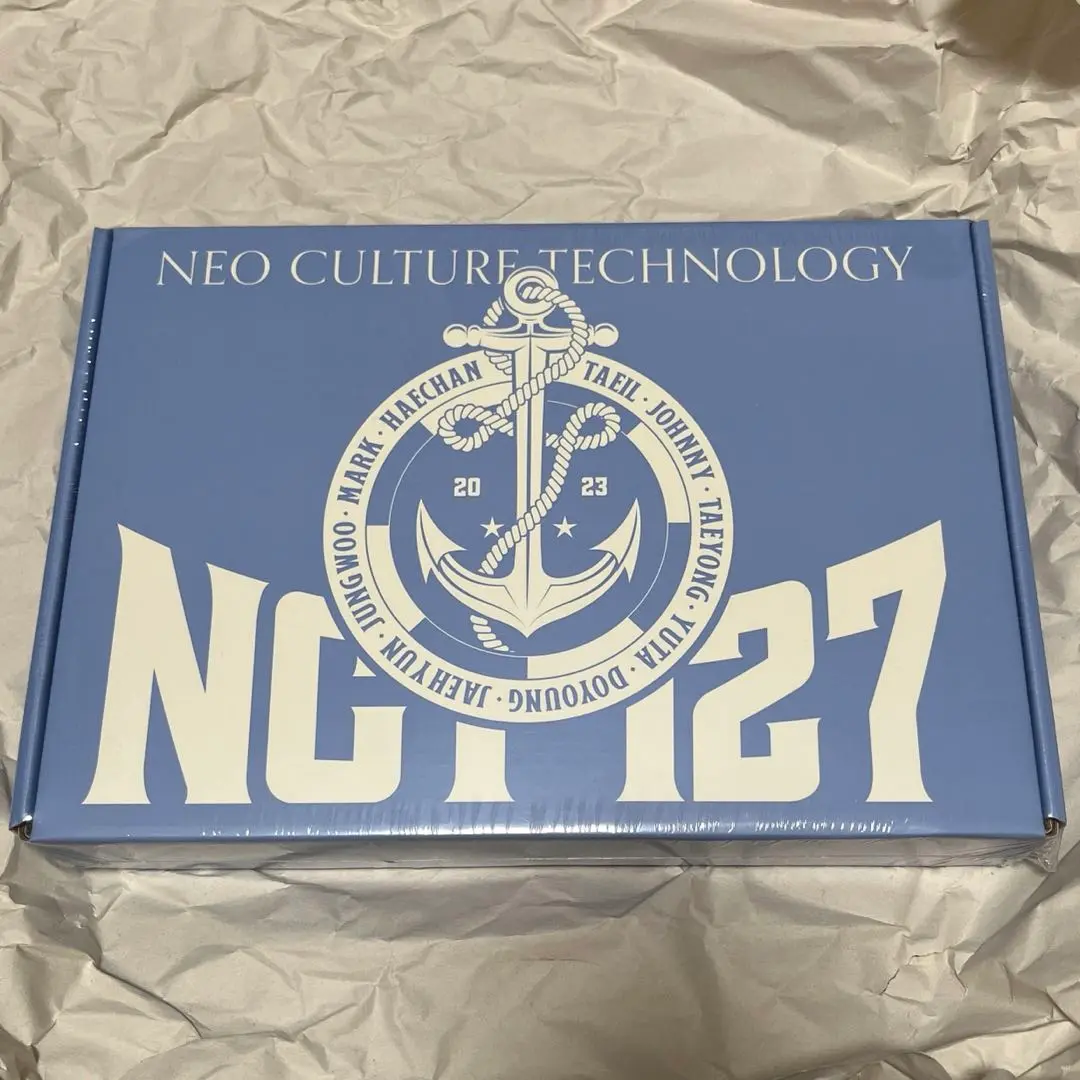 NEO CULTURE TECHNOLOGY
TAEIL · JOHNNY · TAEYONG · YUTA · DOYOUNG · JAEHYUN · JUNGWOO · MARK · HAECHAN
20 23
NCT 127